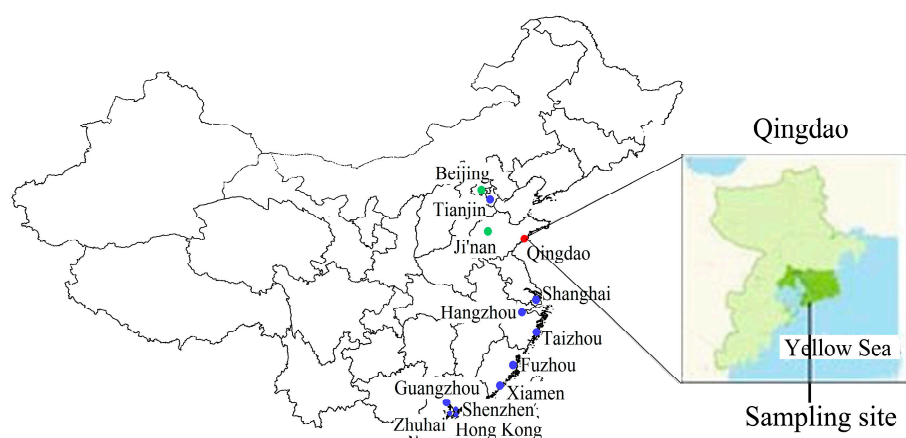 Qingdao
Beijing
Tianjin
Ji'nan
Qingdao
Shanghai
Hangzhou
Taizhou
Fuzhou
Xiamen
Guangzhou
Shenzhen
Zhuhai
Hong Kong
Yellow Sea
Sampling site